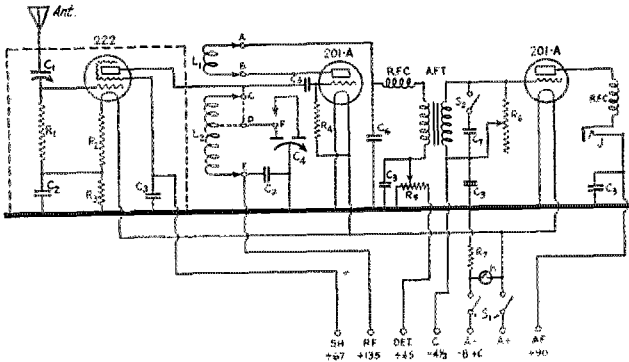 Ant.
222
201-A
201-A
A
L₁
B
C₁
C₅
RFC
AFT
C
S₂
R₆
RFC
R₁
R₂
L₂
D
E
R₄
C₄
C₆
C₇
J
F
C₂
C₂
C₃
C₃
R₅
C₃
C₃
R₃
R₇
S₁
SH
RF
DET.
C
A-
A+
AF
+67
+135
+45
-4½
-B +C
+90